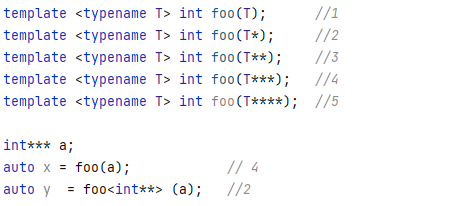 template <typename T> int foo(T);      //1
template <typename T> int foo(T*);     //2
template <typename T> int foo(T**);    //3
template <typename T> int foo(T***);   //4
template <typename T> int foo(T****);  //5

int*** a;
auto x = foo(a);            // 4
auto y  = foo<int**> (a);   //2